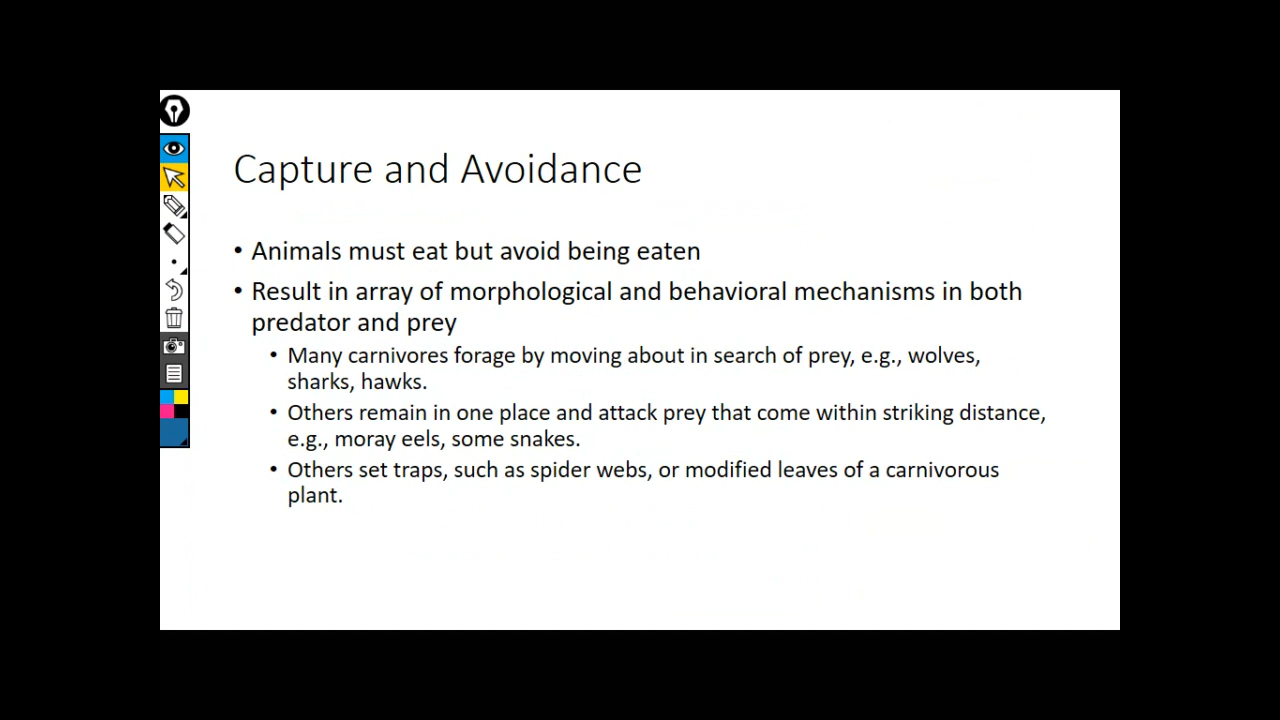 Capture and Avoidance
• Animals must eat but avoid being eaten
• Result in array of morphological and behavioral mechanisms in both
predator and prey
• Many carnivores forage by moving about in search of prey, e.g., wolves,
sharks, hawks.
• Others remain in one place and attack prey that come within striking distance,
e.g., moray eels, some snakes.
• Others set traps, such as spider webs, or modified leaves of a carnivorous
plant.